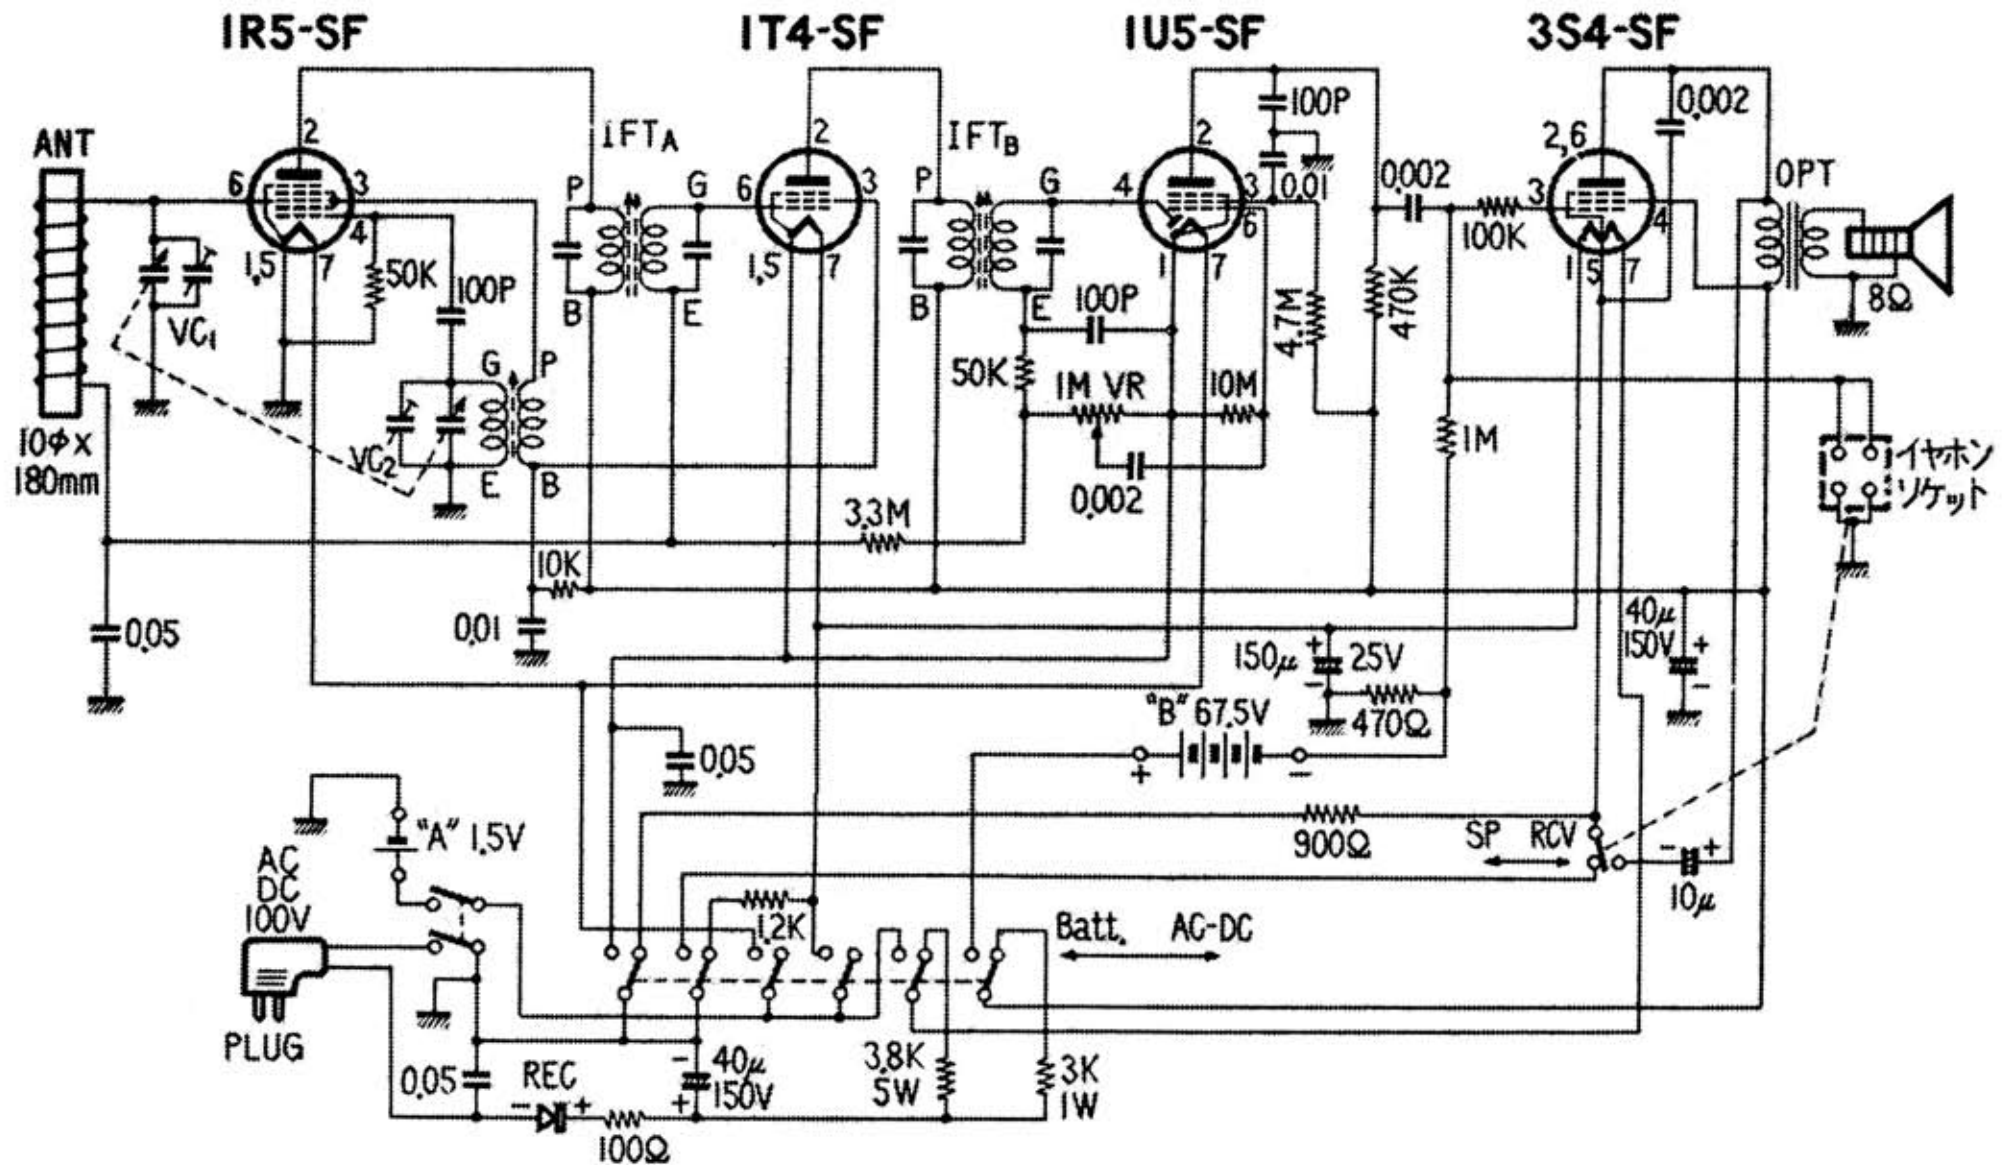 1R5-SF
1T4-SF
1U5-SF
3S4-SF
ANT
10φx
180mm
6
2
3
4
1,5
7
VC1
50K
100P
G
P
VC2
E
B
IFTA
P
B
G
E
6
2
3
1,5
7
IFTB
P
B
G
E
4
2
3
6
1
7
100P
0.01
0.002
100K
2,6
3
4
1
5
7
0.002
OPT
8Ω
100P
50K
1M VR
10M
0.002
4.7M
470K
1M
イヤホン
ソケット
3.3M
10K
0.05
0.01
150μ
+
25V
-
470Ω
40μ
150V
+
-
"B" 67.5V
+
-
0.05
"A" 1.5V
AC
DC
100V
PLUG
900Ω
SP
RCV
-
+
10μ
1.2K
Batt.
AC-DC
0.05
REC
-
+
100Ω
-
40μ
150V
+
3.8K
5W
3K
1W